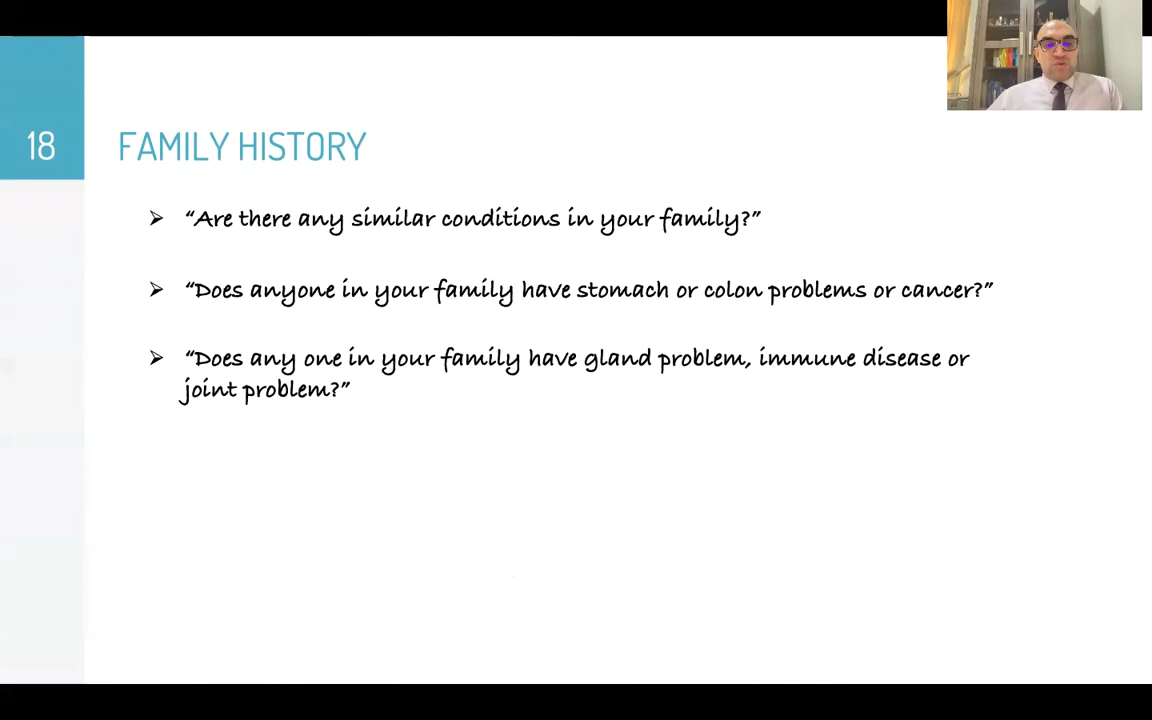 18
FAMILY HISTORY
“Are there any similar conditions in your family?”
“Does anyone in your family have stomach or colon problems or cancer?”
“Does any one in your family have gland problem, immune disease or
joint problem?”